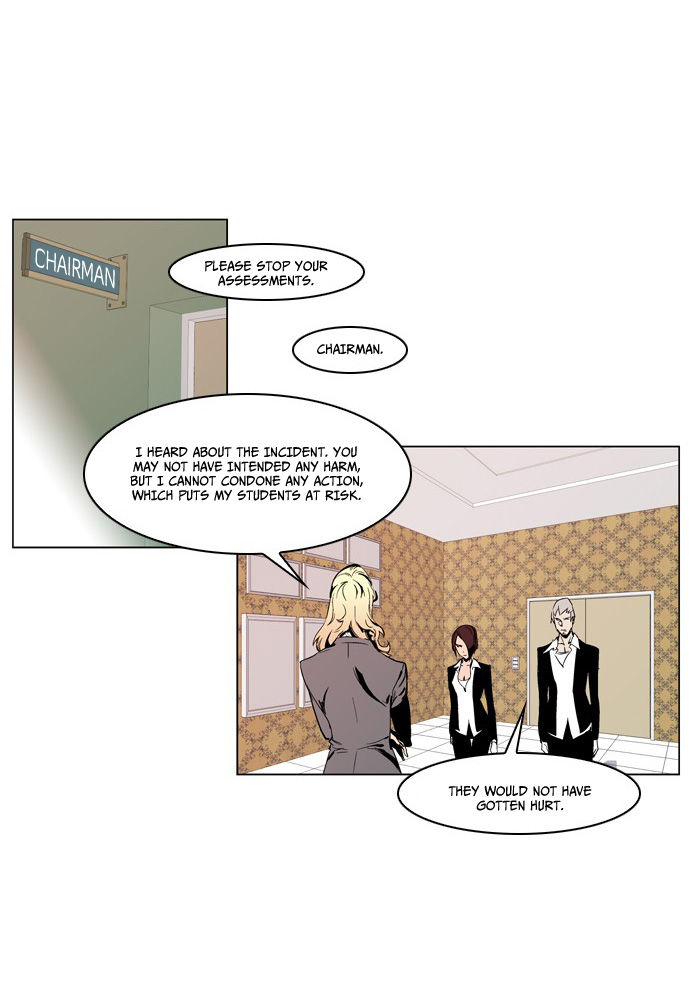 CHAIRMAN
PLEASE STOP YOUR
ASSESSMENTS.
CHAIRMAN.
I HEARD ABOUT THE INCIDENT. YOU
MAY NOT HAVE INTENDED ANY HARM,
BUT I CANNOT CONDONE ANY ACTION,
WHICH PUTS MY STUDENTS AT RISK.
THEY WOULD NOT HAVE
GOTTEN HURT.